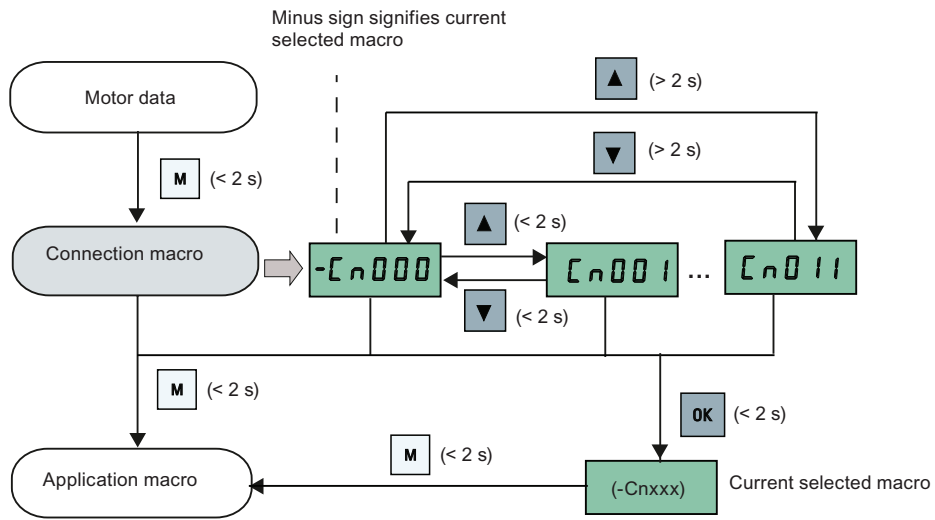 Minus sign signifies current
selected macro
▲ (> 2 s)
Motor data
▼ (> 2 s)
M (< 2 s)
▲ (< 2 s)
Connection macro
-Cn000
Cn001
...
Cn011
▼ (< 2 s)
M (< 2 s)
OK (< 2 s)
M (< 2 s)
Application macro
(-Cnxxx)
Current selected macro